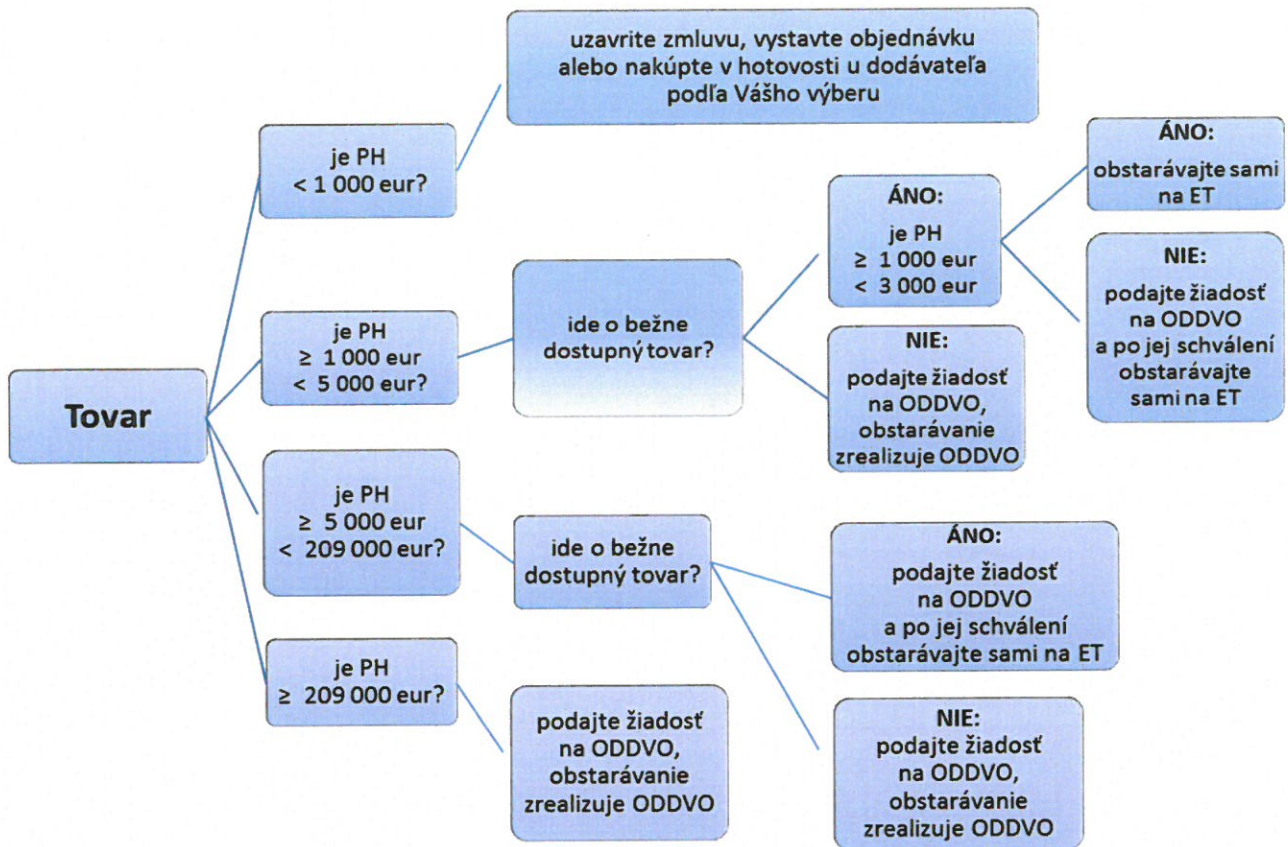 Tovar
je PH
< 1 000 eur?
uzavrite zmluvu, vystavte objednávku
alebo nakúpte v hotovosti u dodávateľa
podľa Vášho výberu
je PH
≥ 1 000 eur
< 5 000 eur?
ide o bežne
dostupný tovar?
ÁNO:
je PH
≥ 1 000 eur
< 3 000 eur
ÁNO:
obstarávajte sami
na ET
NIE:
podajte žiadosť
na ODDVO
a po jej schválení
obstarávajte
sami na ET
NIE:
podajte žiadosť
na ODDVO,
obstarávanie
zrealizuje ODDVO
je PH
≥ 5 000 eur
< 209 000 eur?
ide o bežne
dostupný tovar?
ÁNO:
podajte žiadosť
na ODDVO
a po jej schválení
obstarávajte sami na ET
NIE:
podajte žiadosť
na ODDVO,
obstarávanie
zrealizuje ODDVO
je PH
≥ 209 000 eur?
podajte žiadosť
na ODDVO,
obstarávanie
zrealizuje ODDVO